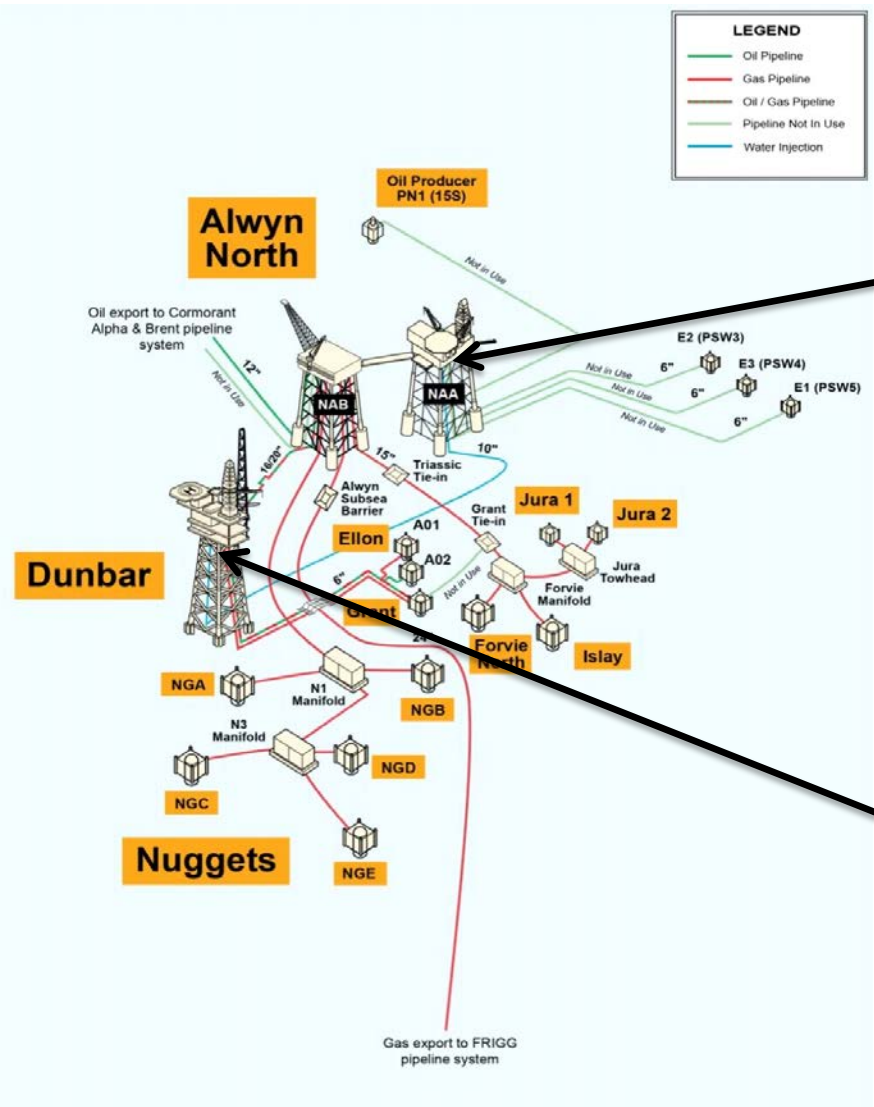 LEGEND
Oil Pipeline
Gas Pipeline
Oil / Gas Pipeline
Pipeline Not In Use
Water Injection
Oil Producer
PN1 (15S)
Alwyn
North
Not in Use
Oil export to Cormorant
Alpha & Brent pipeline
system
12"
Not in Use
NAB
NAA
E2 (PSW3)
6"
Not in Use
E3 (PSW4)
6"
Not in Use
E1 (PSW5)
6"
Not in Use
16/20"
15"
Triassic
Tie-in
10"
Alwyn
Subsea
Barrier
Grant
Tie-in
Jura 1
Jura 2
Ellon
A01
A02
Jura
Towhead
Dunbar
6"
Not in Use
Forvie
Manifold
Grant
24"
Forvie
North
Islay
NGA
N1
Manifold
NGB
N3
Manifold
NGD
NGC
Nuggets
NGE
Gas export to FRIGG
pipeline system